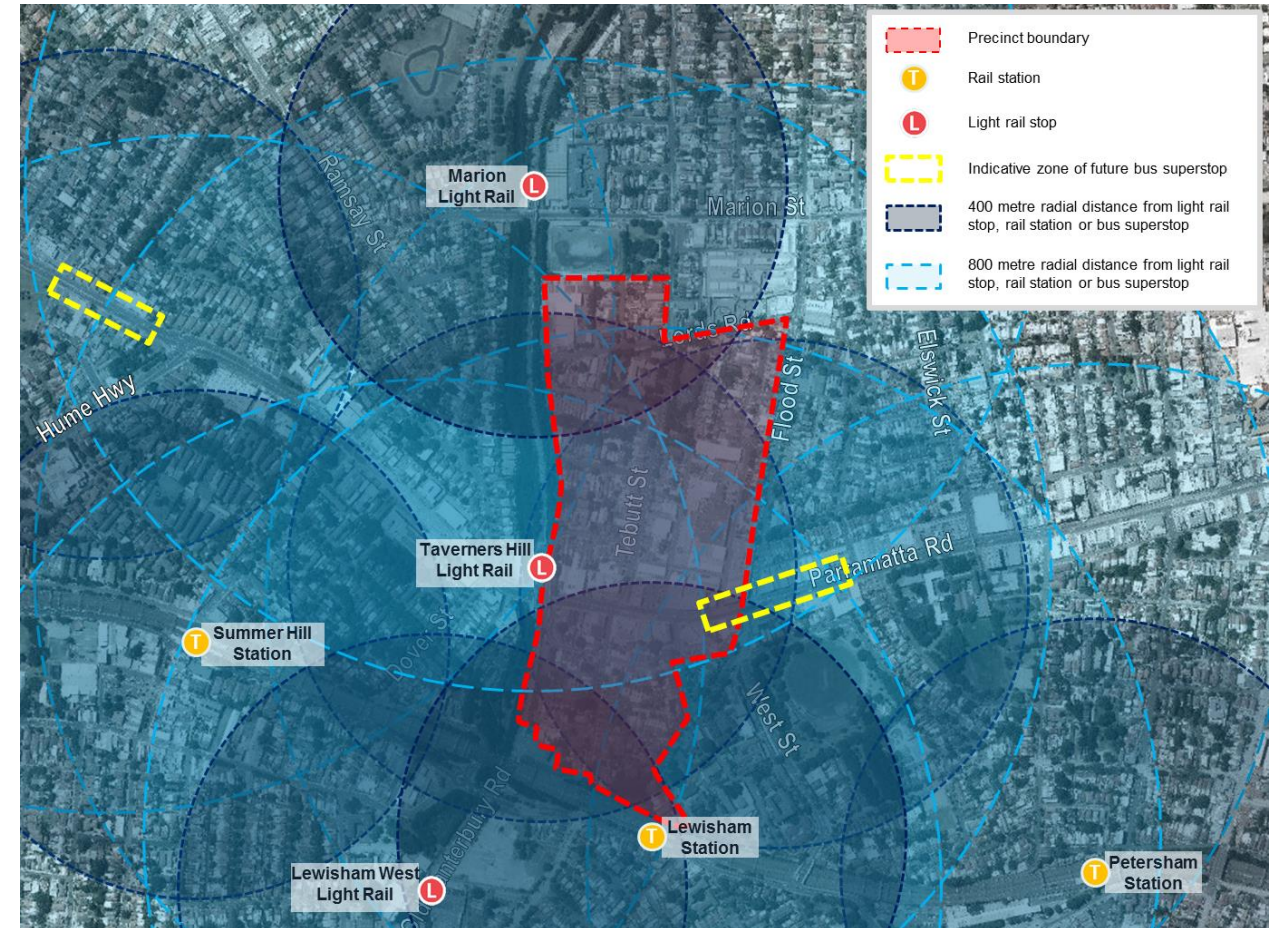 Precinct boundary
T
Rail station
L
Light rail stop
Indicative zone of future bus superstop
400 metre radial distance from light rail
stop, rail station or bus superstop
800 metre radial distance from light rail
stop, rail station or bus superstop
Ramsay St
Marion
Light Rail
L
Marion St
Lords Rd
Elswick St
Hume Hwy
Flood St
Tebutt St
Taverners Hill
Light Rail
L
Parramatta Rd
Summer Hill
Station
T
Dover St
West St
Lewisham
Station
T
Lewisham West
Light Rail
L
Old Canterbury Rd
Petersham
Station
T